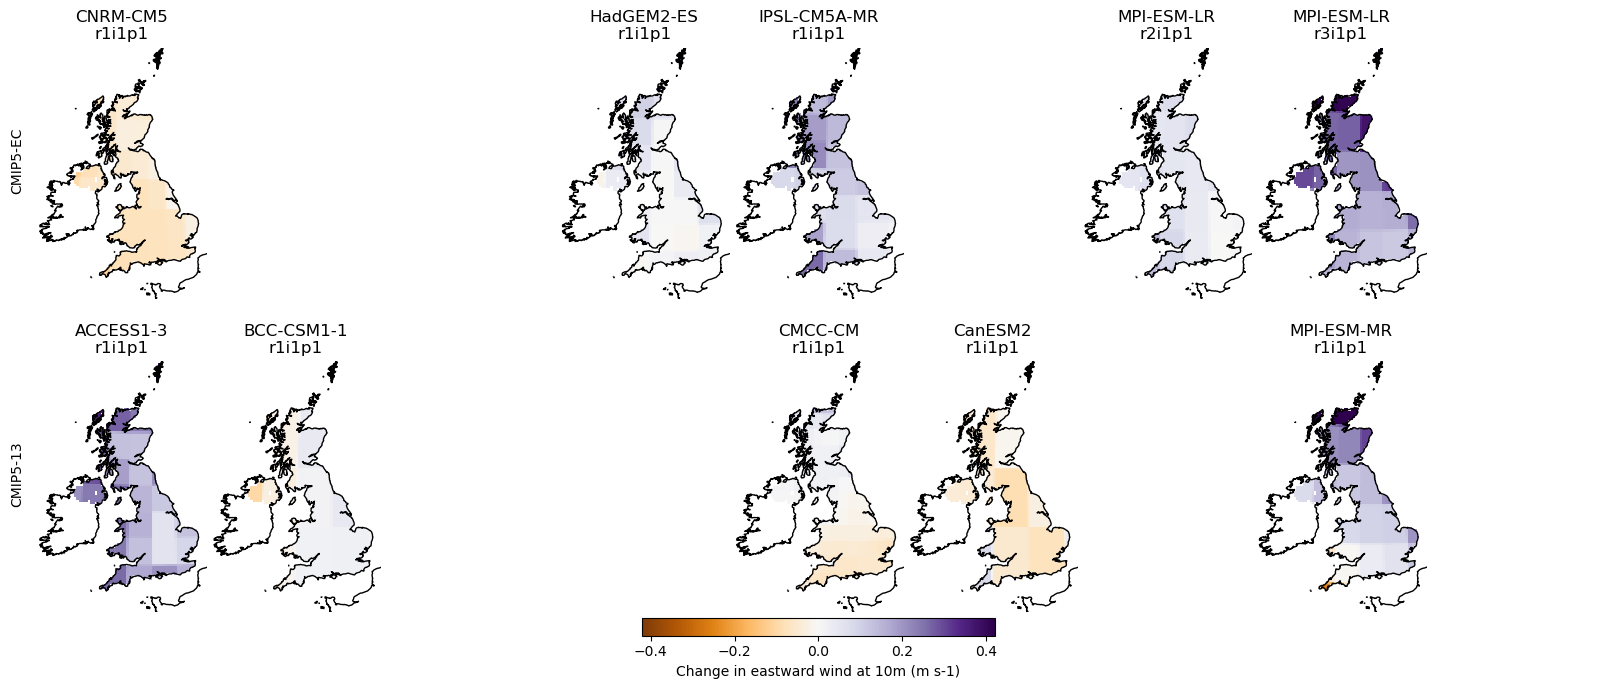 CNRM-CM5
r1i1p1
HadGEM2-ES
r1i1p1
IPSL-CM5A-MR
r1i1p1
MPI-ESM-LR
r2i1p1
MPI-ESM-LR
r3i1p1
CMIP5-EC
ACCESS1-3
r1i1p1
BCC-CSM1-1
r1i1p1
CMCC-CM
r1i1p1
CanESM2
r1i1p1
MPI-ESM-MR
r1i1p1
CMIP5-13
−0.4 −0.2 0.0 0.2 0.4
Change in eastward wind at 10m (m s-1)